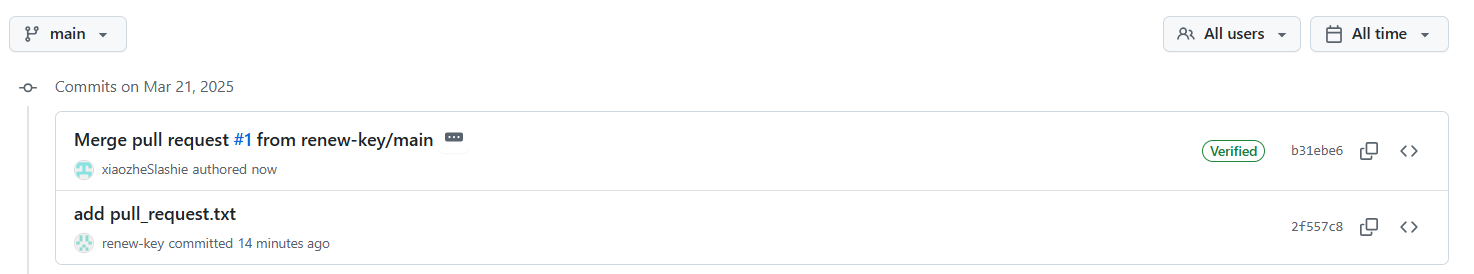 main
All users
All time
Commits on Mar 21, 2025
Merge pull request #1 from renew-key/main
Verified
b31ebe6
xiaozheSlashie authored now
add pull_request.txt
2f557c8
renew-key committed 14 minutes ago